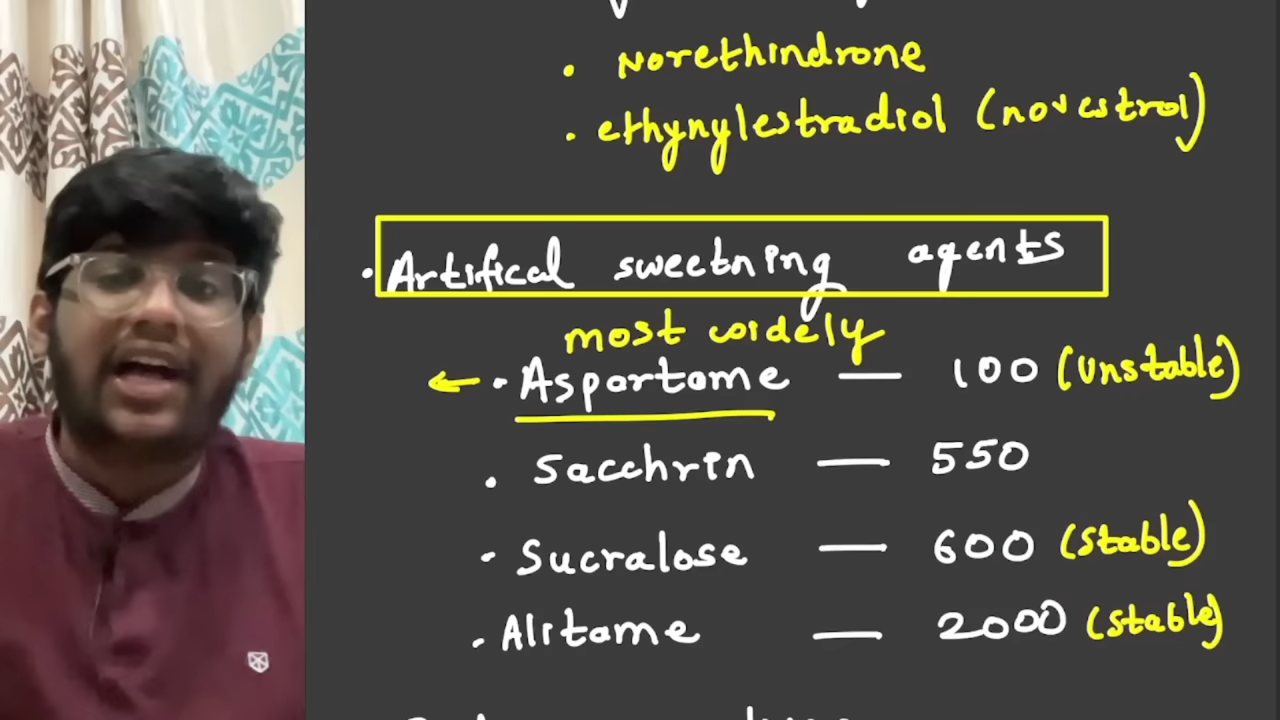 • Norethindrone
• ethynylestradiol (novestrol)
• Artifical sweetning agents
most widely
← • Aspartame — 100 (Unstable)
• Sacchrin — 550
• Sucralose — 600 (Stable)
• Alitame — 2000 (Stable)